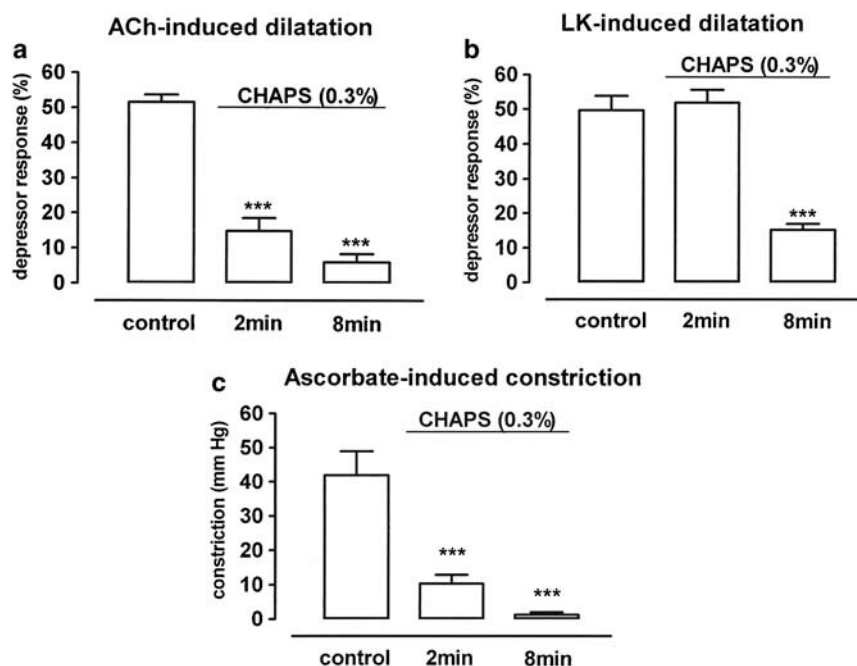 a
ACh-induced dilatation
depressor response (%)
60
50
40
30
20
10
0
CHAPS (0.3%)
***
***
control 2min 8min
b
LK-induced dilatation
depressor response (%)
60
50
40
30
20
10
0
CHAPS (0.3%)
***
control 2min 8min
c
Ascorbate-induced constriction
constriction (mm Hg)
60
50
40
30
20
10
0
CHAPS (0.3%)
***
***
control 2min 8min